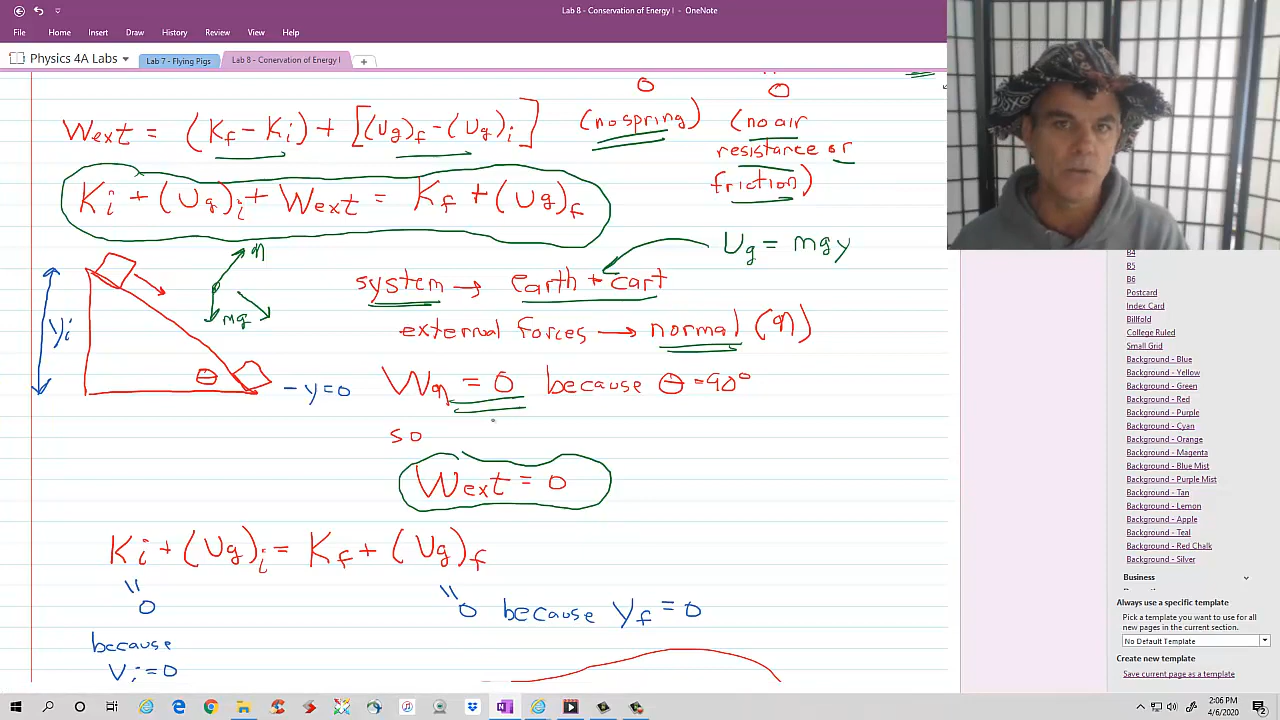 Lab 8 - Conservation of Energy I - OneNote
File Home Insert Draw History View Help
Physics 4A Labs
Lab 7 - Flying Pigs
Lab 8 - Conervation of Energy I
0
0
Wext = (Kf - Ki) + [(Ug)f - (Ug)i]
(no spring)
(no air
resistance or
friction)
Ki + (Ug)i + Wext = Kf + (Ug)f
Ug = mgy
η
mg
yi
θ
- y=0
system → earth + cart
external forces → normal (η)
Wη = 0 because θ = 90°
so
Wext = 0
Ki + (Ug)i = Kf + (Ug)f
"
0
because
Vi = 0
"
0 because yf = 0
B4
B5
B6
Postcard
Index Card
Billfold
College Ruled
Small Grid
Background - Blue
Background - Yellow
Background - Green
Background - Red
Background - Purple
Background - Cyan
Background - Orange
Background - Magenta
Background - Blue Mist
Background - Purple Mist
Background - Tan
Background - Lemon
Background - Apple
Background - Teal
Background - Red Chalk
Background - Silver
Business
Always use a specific template
Pick a template you want to use for all
new pages in the current section.
No Default Template
Create new template
Save current page as a template
2:06 PM
4/6/2020
2